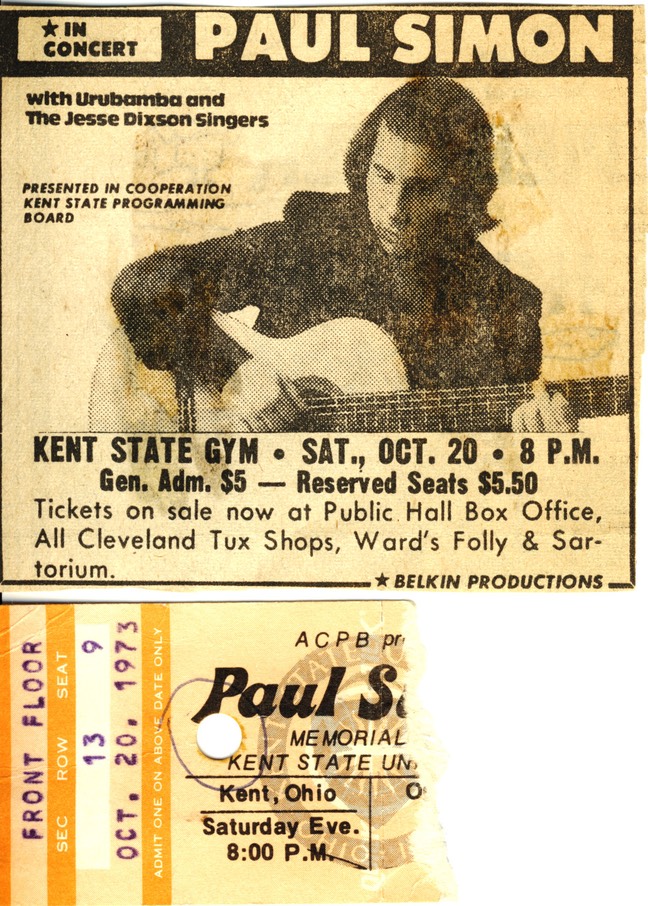 ★ IN
CONCERT
PAUL SIMON
with Urubamba and
The Jesse Dixson Singers
PRESENTED IN COOPERATION
KENT STATE PROGRAMMING
BOARD
KENT STATE GYM • SAT., OCT. 20 • 8 P.M.
Gen. Adm. $5 — Reserved Seats $5.50
Tickets on sale now at Public Hall Box Office,
All Cleveland Tux Shops, Ward's Folly & Sar-
torium.
★ BELKIN PRODUCTIONS
FRONT FLOOR
SEC ROW SEAT
13 9
OCT. 20, 1973
ADMIT ONE ON ABOVE DATE ONLY
ACPB pr
Paul S
MEMORIAL
KENT STATE UN
Kent, Ohio
O
Saturday Eve.
8:00 P.M.